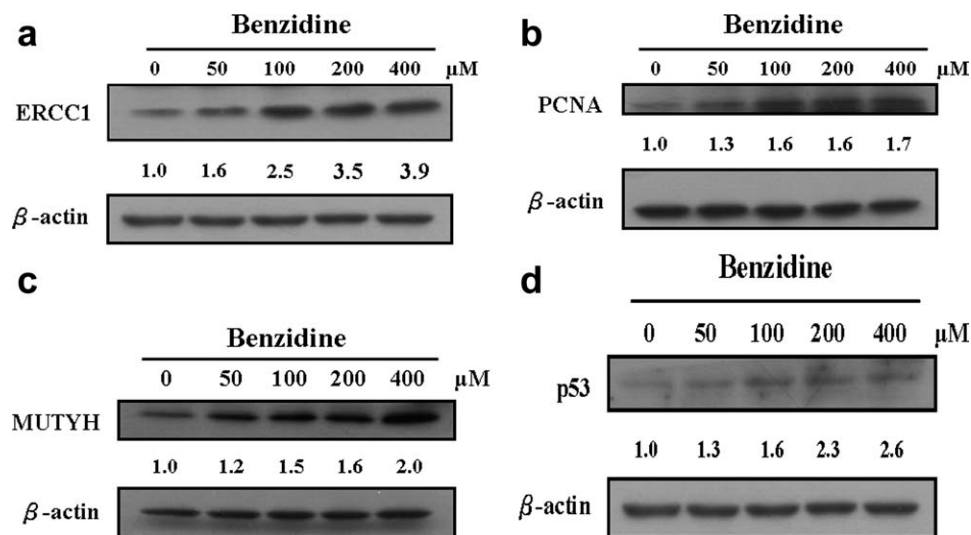 a
Benzidine
0 50 100 200 400 μM
ERCC1
1.0 1.6 2.5 3.5 3.9
β-actin
b
Benzidine
0 50 100 200 400 μM
PCNA
1.0 1.3 1.6 1.6 1.7
β-actin
c
Benzidine
0 50 100 200 400 μM
MUTYH
1.0 1.2 1.5 1.6 2.0
β-actin
d
Benzidine
0 50 100 200 400 μM
p53
1.0 1.3 1.6 2.3 2.6
β-actin